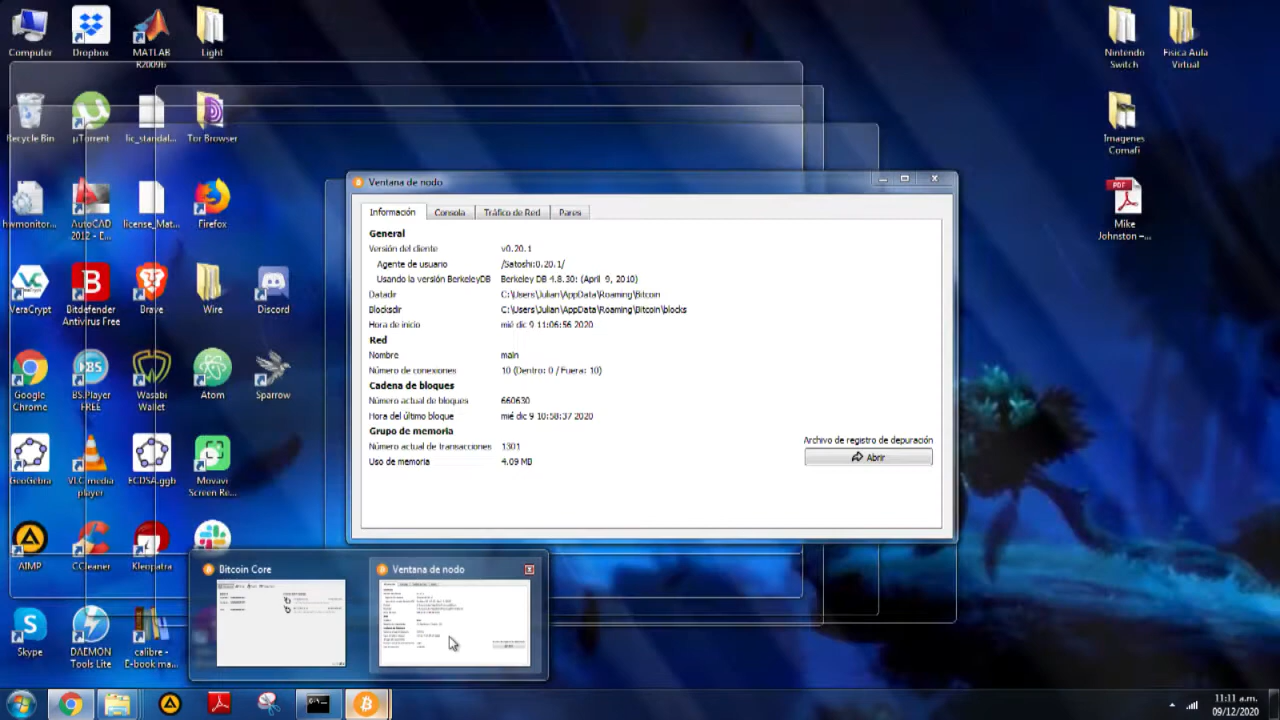 Computer
Dropbox
MATLAB R2009b
Light
Nintendo Switch
Fisica Aula Virtual
Recycle Bin
µTorrent
lic_standal...
Tor Browser
Imagenes Comafi
hwmonitor...
AutoCAD 2012 - E...
license_Mat...
Firefox
Mike Johnston –...
VeraCrypt
Bitdefender Antivirus Free
Brave
Wire
Discord
Google Chrome
BS.Player FREE
Wasabi Wallet
Atom
Sparrow
GeoGebra
VLC media player
ECDSA.ggb
Movavi Screen Re...
AIMP
CCleaner
Kleopatra
Skype
DAEMON Tools Lite
calibre - E-book ma...
Ventana de nodo
Información
Consola
Tráfico de Red
Pares
General
Versión del cliente v0.20.1
Agente de usuario /Satoshi:0.20.1/
Usando la versión BerkeleyDB Berkeley DB 4.8.30: (April 9, 2010)
Datadir C:\Users\Julian\AppData\Roaming\Bitcoin
Blocksdir C:\Users\Julian\AppData\Roaming\Bitcoin\blocks
Hora de inicio mié dic 9 11:06:56 2020
Red
Nombre main
Número de conexiones 10 (Dentro: 0 / Fuera: 10)
Cadena de bloques
Número actual de bloques 660630
Hora del último bloque mié dic 9 10:58:37 2020
Grupo de memoria
Número actual de transacciones 1301
Uso de memoria 4.09 MB
Archivo de registro de depuración
Abrir
Bitcoin Core
Ventana de nodo
11:11 a.m.
09/12/2020